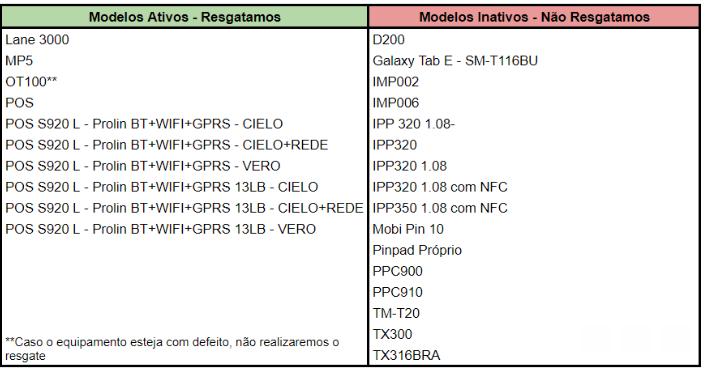 Modelos Ativos - Resgatamos
Lane 3000
MP5
OT100**
POS
POS S920 L - Prolin BT+WIFI+GPRS - CIELO
POS S920 L - Prolin BT+WIFI+GPRS - CIELO+REDE
POS S920 L - Prolin BT+WIFI+GPRS - VERO
POS S920 L - Prolin BT+WIFI+GPRS 13LB - CIELO
POS S920 L - Prolin BT+WIFI+GPRS 13LB - CIELO+REDE
POS S920 L - Prolin BT+WIFI+GPRS 13LB - VERO
**Caso o equipamento esteja com defeito, não realizaremos o
resgate
Modelos Inativos - Não Resgatamos
D200
Galaxy Tab E - SM-T116BU
IMP002
IMP006
IPP 320 1.08-
IPP320
IPP320 1.08
IPP320 1.08 com NFC
IPP350 1.08 com NFC
Mobi Pin 10
Pinpad Próprio
PPC900
PPC910
TM-T20
TX300
TX316BRA